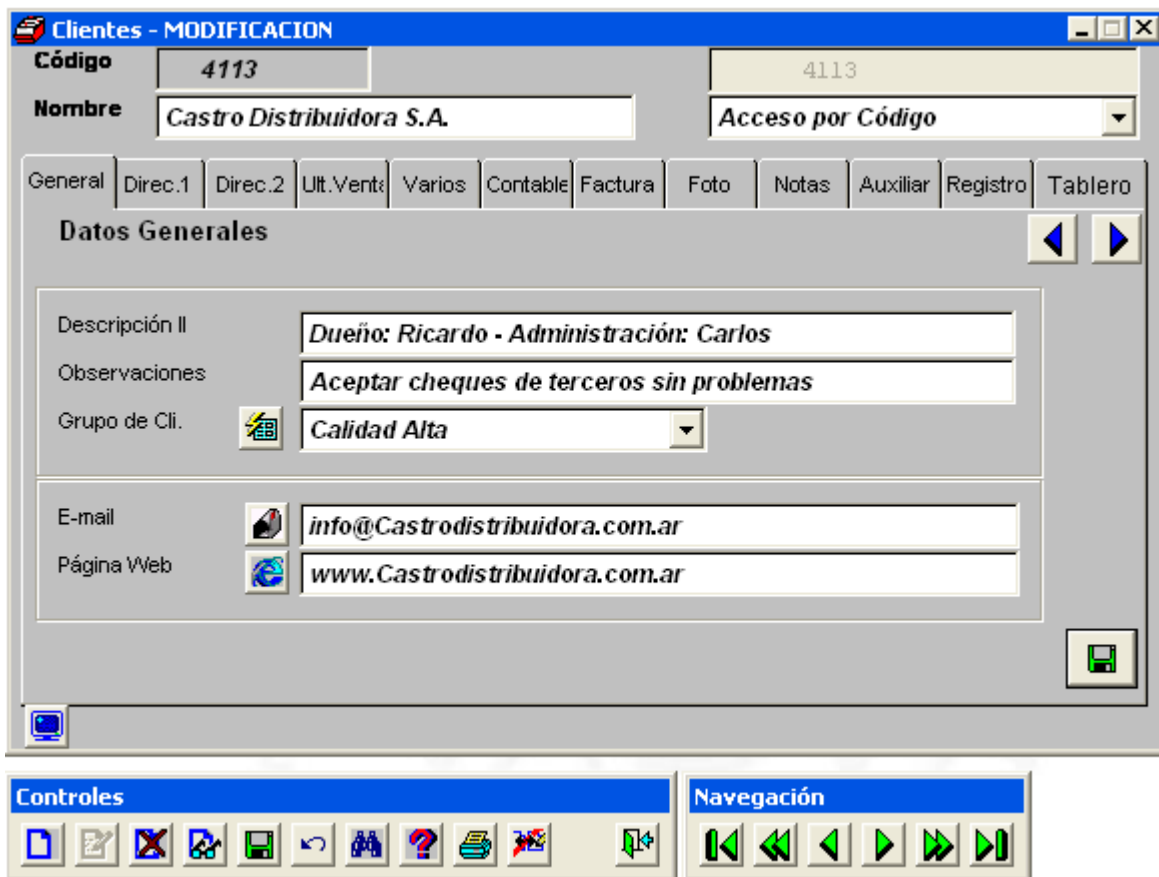 Clientes - MODIFICACION
Código 4113 4113
Nombre Castro Distribuidora S.A. Acceso por Código
General Direc.1 Direc.2 Ult.Venta Varios Contable Factura Foto Notas Auxiliar Registro Tablero
Datos Generales
Descripción II Dueño: Ricardo - Administración: Carlos
Observaciones Aceptar cheques de terceros sin problemas
Grupo de Cli. Calidad Alta
E-mail info@Castrodistribuidora.com.ar
Página Web www.Castrodistribuidora.com.ar
Controles Navegación